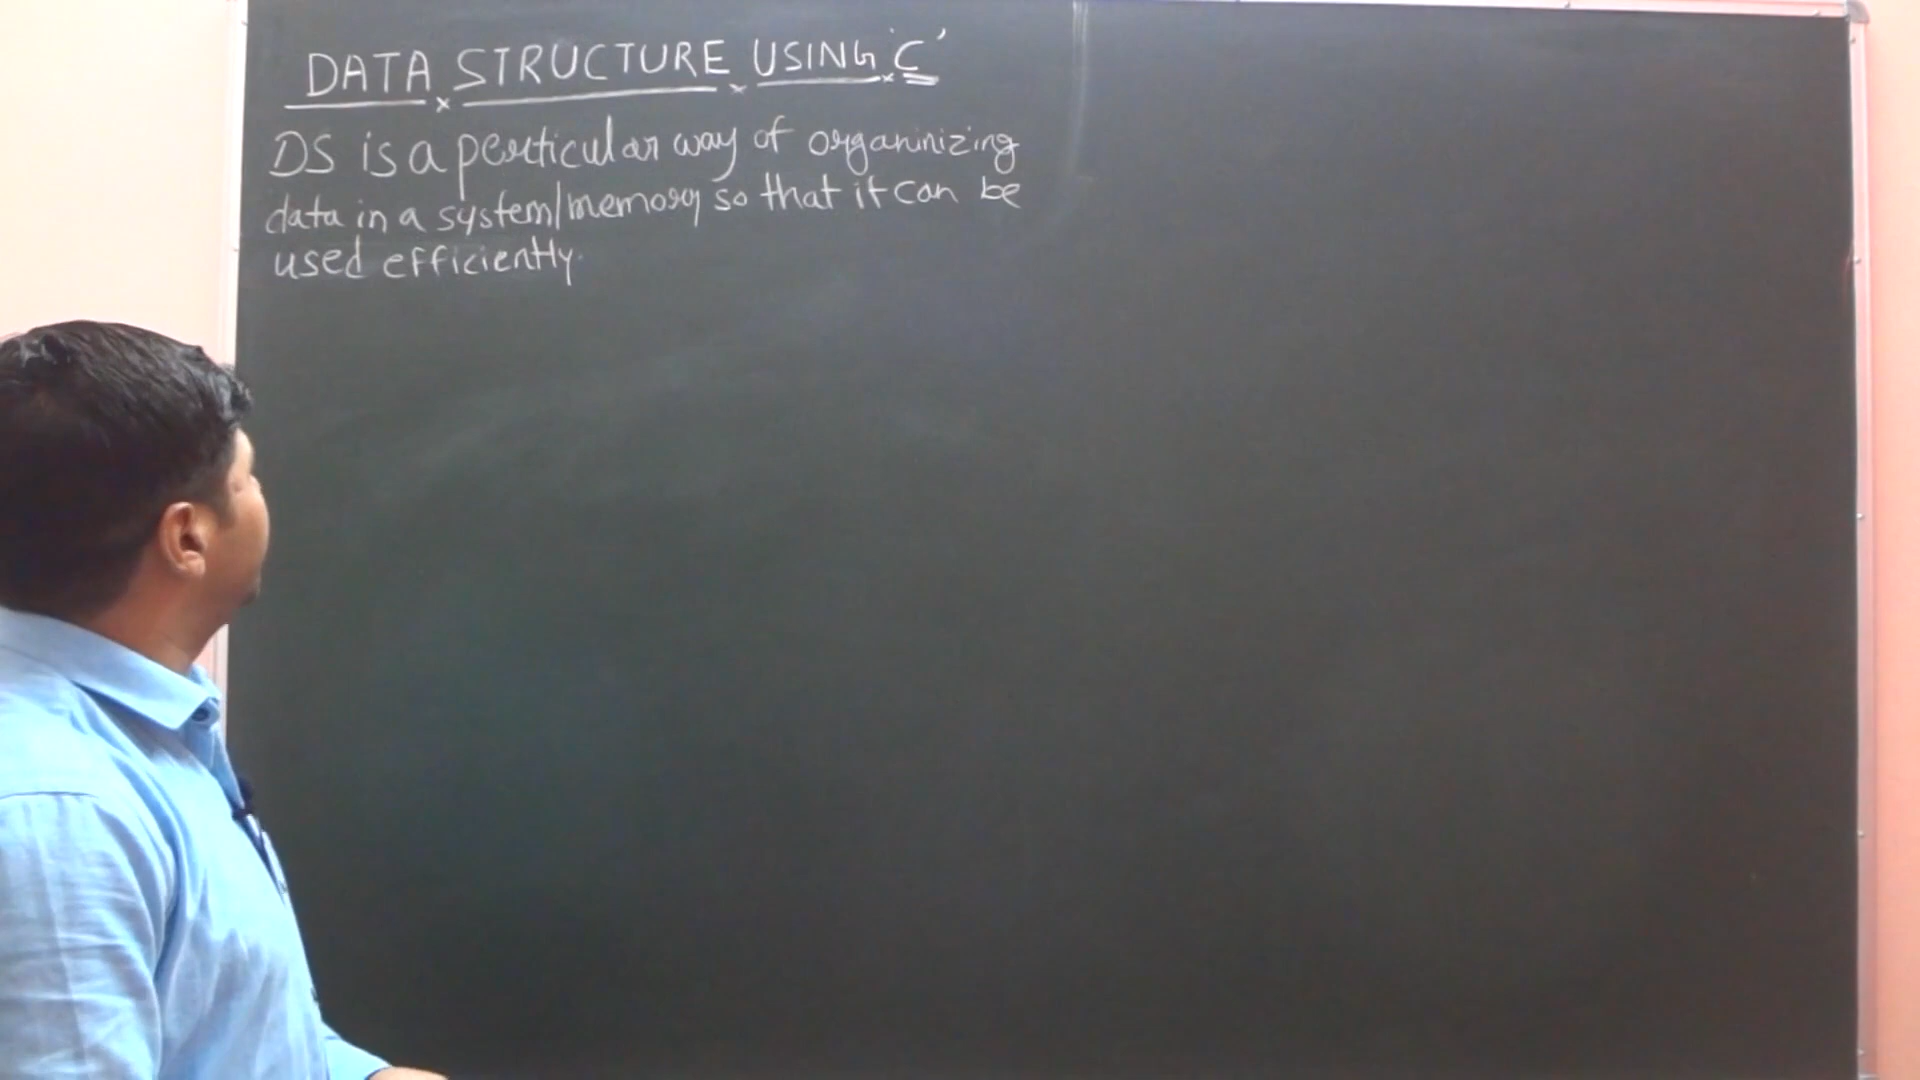 DATA STRUCTURE USING 'C'
DS is a perticular way of organinizing
data in a system/memory so that it can be
used efficiently.